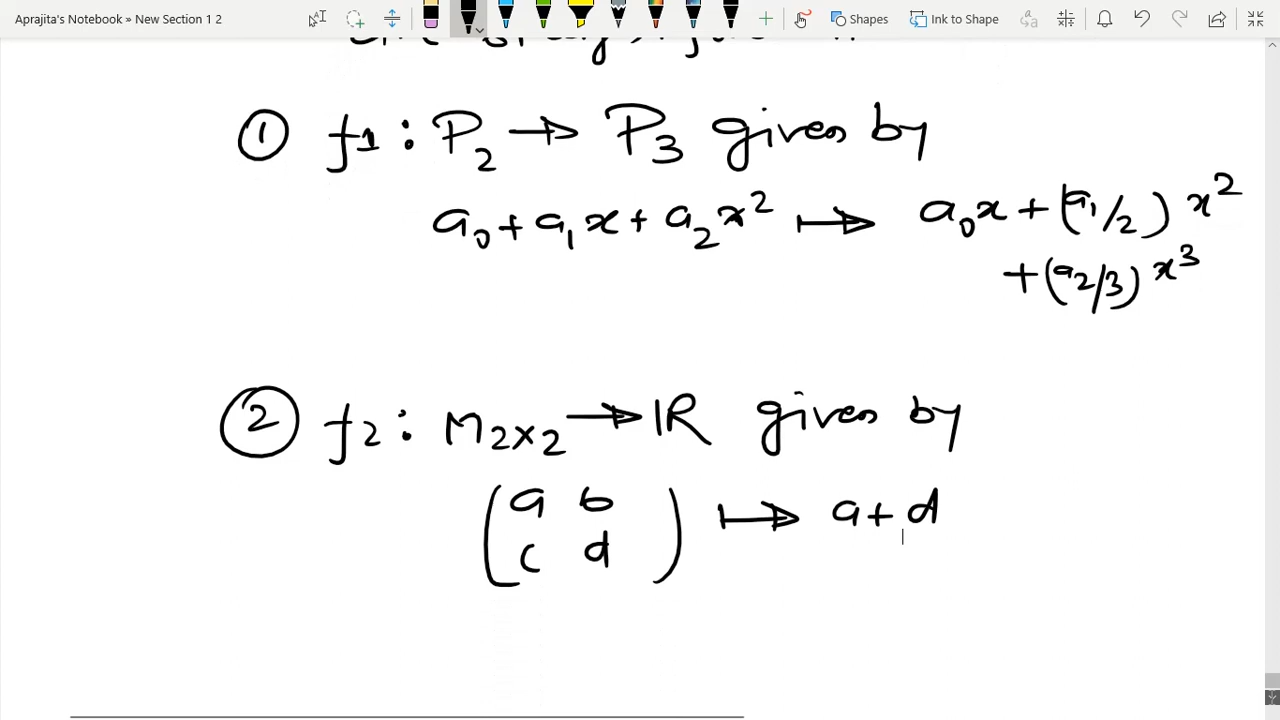 Aprajita's Notebook » New Section 1 2
Shapes
Ink to Shape
① f1 : P₂ → P₃ given by
a₀ + a₁x + a₂x² ↦ a₀x + (a₁/2) x²
+ (a₂/3) x³
② f₂ : M₂ₓ₂ → IR given by
(a b
c d) ↦ a + d